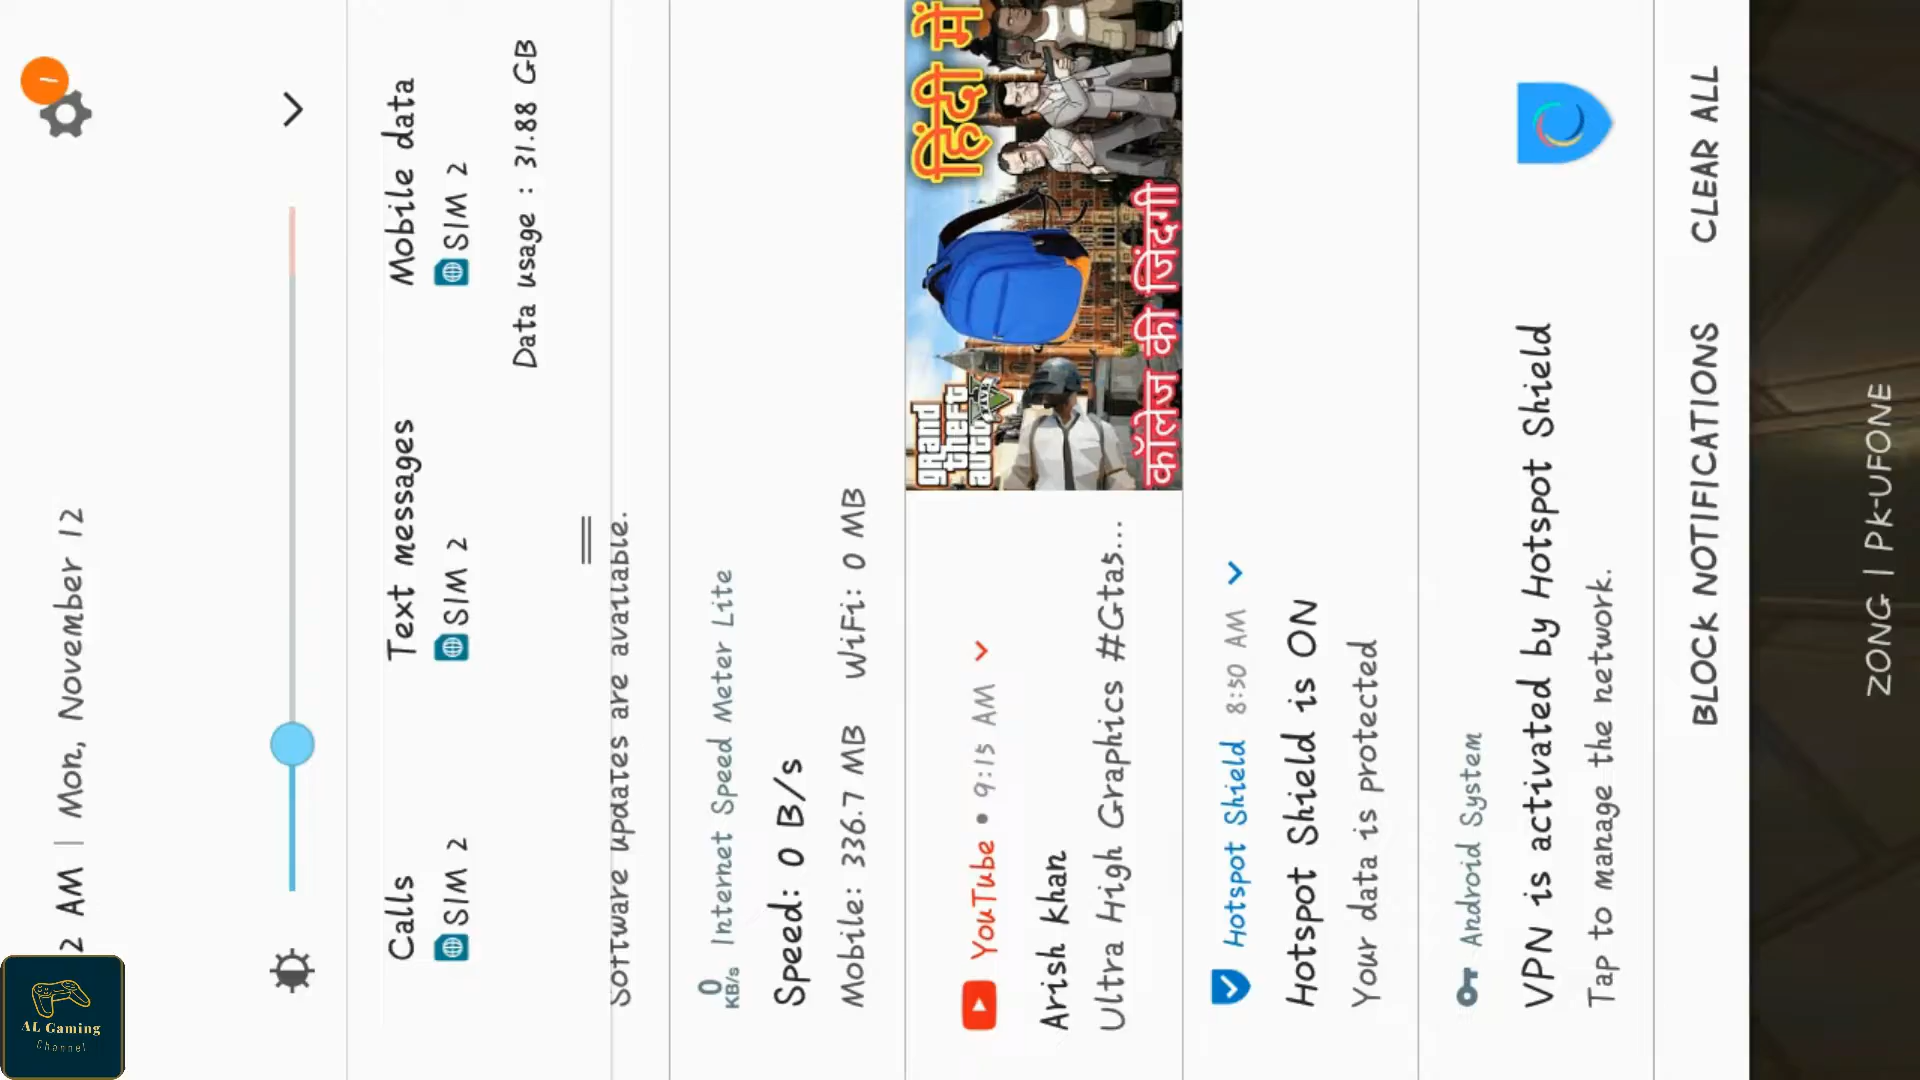 2 AM | Mon, November 12
1
Calls
SIM 2
Text messages
SIM 2
Mobile data
SIM 2
Data usage : 31.88 GB
Software updates are available.
0
KB/s
Internet Speed Meter Lite
Speed: 0 B/s
Mobile: 336.7 MB WiFi: 0 MB
YouTube • 9:15 AM
Arish khan
Ultra High Graphics #Gta5...
grand
theft
auto
हिंदी में
कॉलेज की जिंदगी
Hotspot Shield 8:50 AM
Hotspot Shield is ON
Your data is protected
Android System
VPN is activated by Hotspot Shield
Tap to manage the network.
BLOCK NOTIFICATIONS
CLEAR ALL
ZONG | PK-UFONE
AL Gaming
Channel